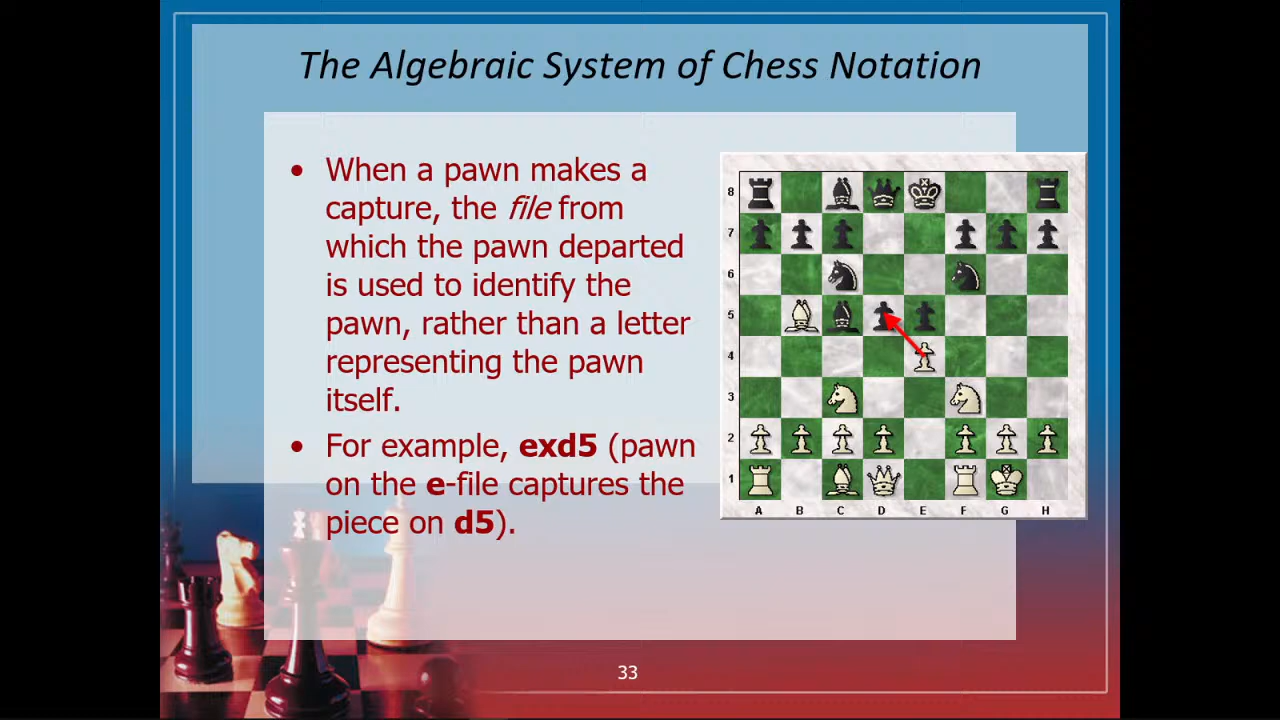 The Algebraic System of Chess Notation
• When a pawn makes a
capture, the file from
which the pawn departed
is used to identify the
pawn, rather than a letter
representing the pawn
itself.
• For example, exd5 (pawn
on the e-file captures the
piece on d5).
8
7
6
5
4
3
2
1
A B C D E F G H
33